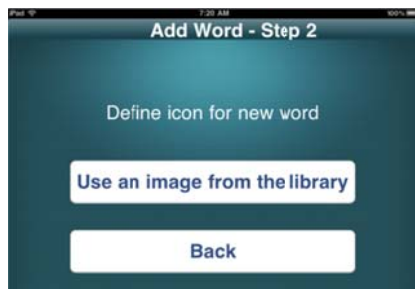 iPad 7:20 AM 100%
Add Word - Step 2
Define icon for new word
Use an image from the library
Back